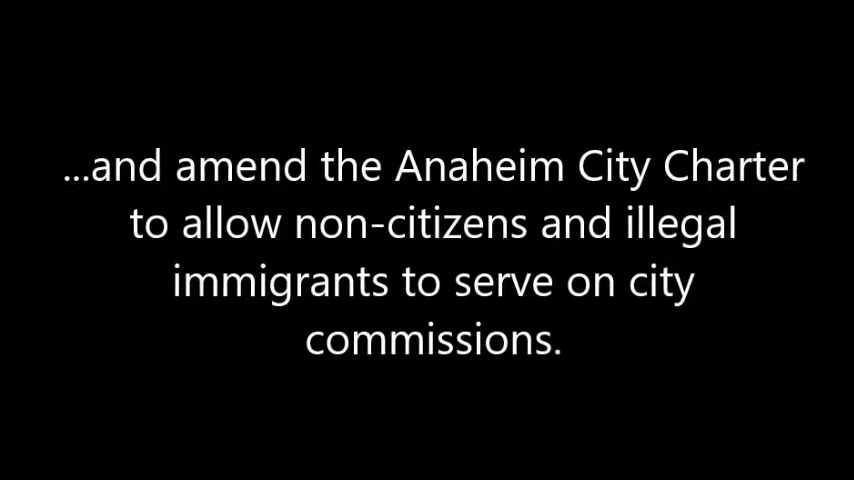 ...and amend the Anaheim City Charter
to allow non-citizens and illegal
immigrants to serve on city
commissions.